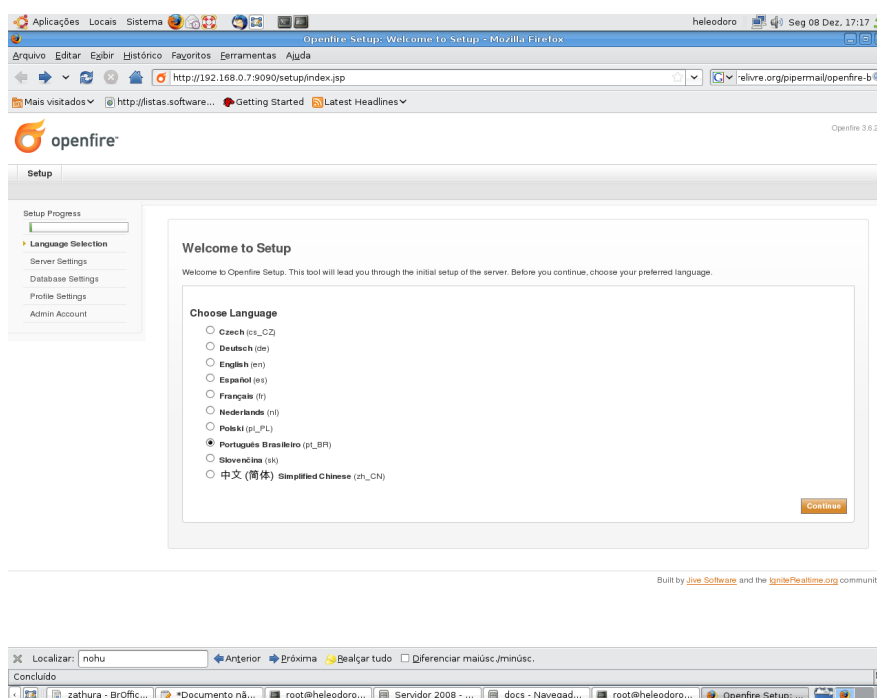 Aplicações Locais Sistema heleodoro Seg 08 Dez, 17:17
Openfire Setup: Welcome to Setup - Mozilla Firefox
Arquivo Editar Exibir Histórico Favoritos Ferramentas Ajuda
http://192.168.0.7:9090/setup/index.jsp relivre.org/pipermail/openfire-b
Mais visitados http://listas.software... Getting Started Latest Headlines
openfire
Openfire 3.6.2
Setup
Setup Progress
Language Selection
Server Settings
Database Settings
Profile Settings
Admin Account
Welcome to Setup
Welcome to Openfire Setup. This tool will lead you through the initial setup of the server. Before you continue, choose your preferred language.
Choose Language
Czech (cs_CZ)
Deutsch (de)
English (en)
Español (es)
Français (fr)
Nederlands (nl)
Polski (pl_PL)
Português Brasileiro (pt_BR)
Slovenčina (sk)
中文 (简体) Simplified Chinese (zh_CN)
Continue
Built by Jive Software and the IgniteRealtime.org communit
Localizar: nohu Anterior Próxima Realçar tudo Diferenciar maiúsc./minúsc.
Concluído
zathura - BrOffic... *Documento nã... root@heleodoro... Servidor 2008 - ... docs - Navegad... root@heleodoro... Openfire Setup: ...